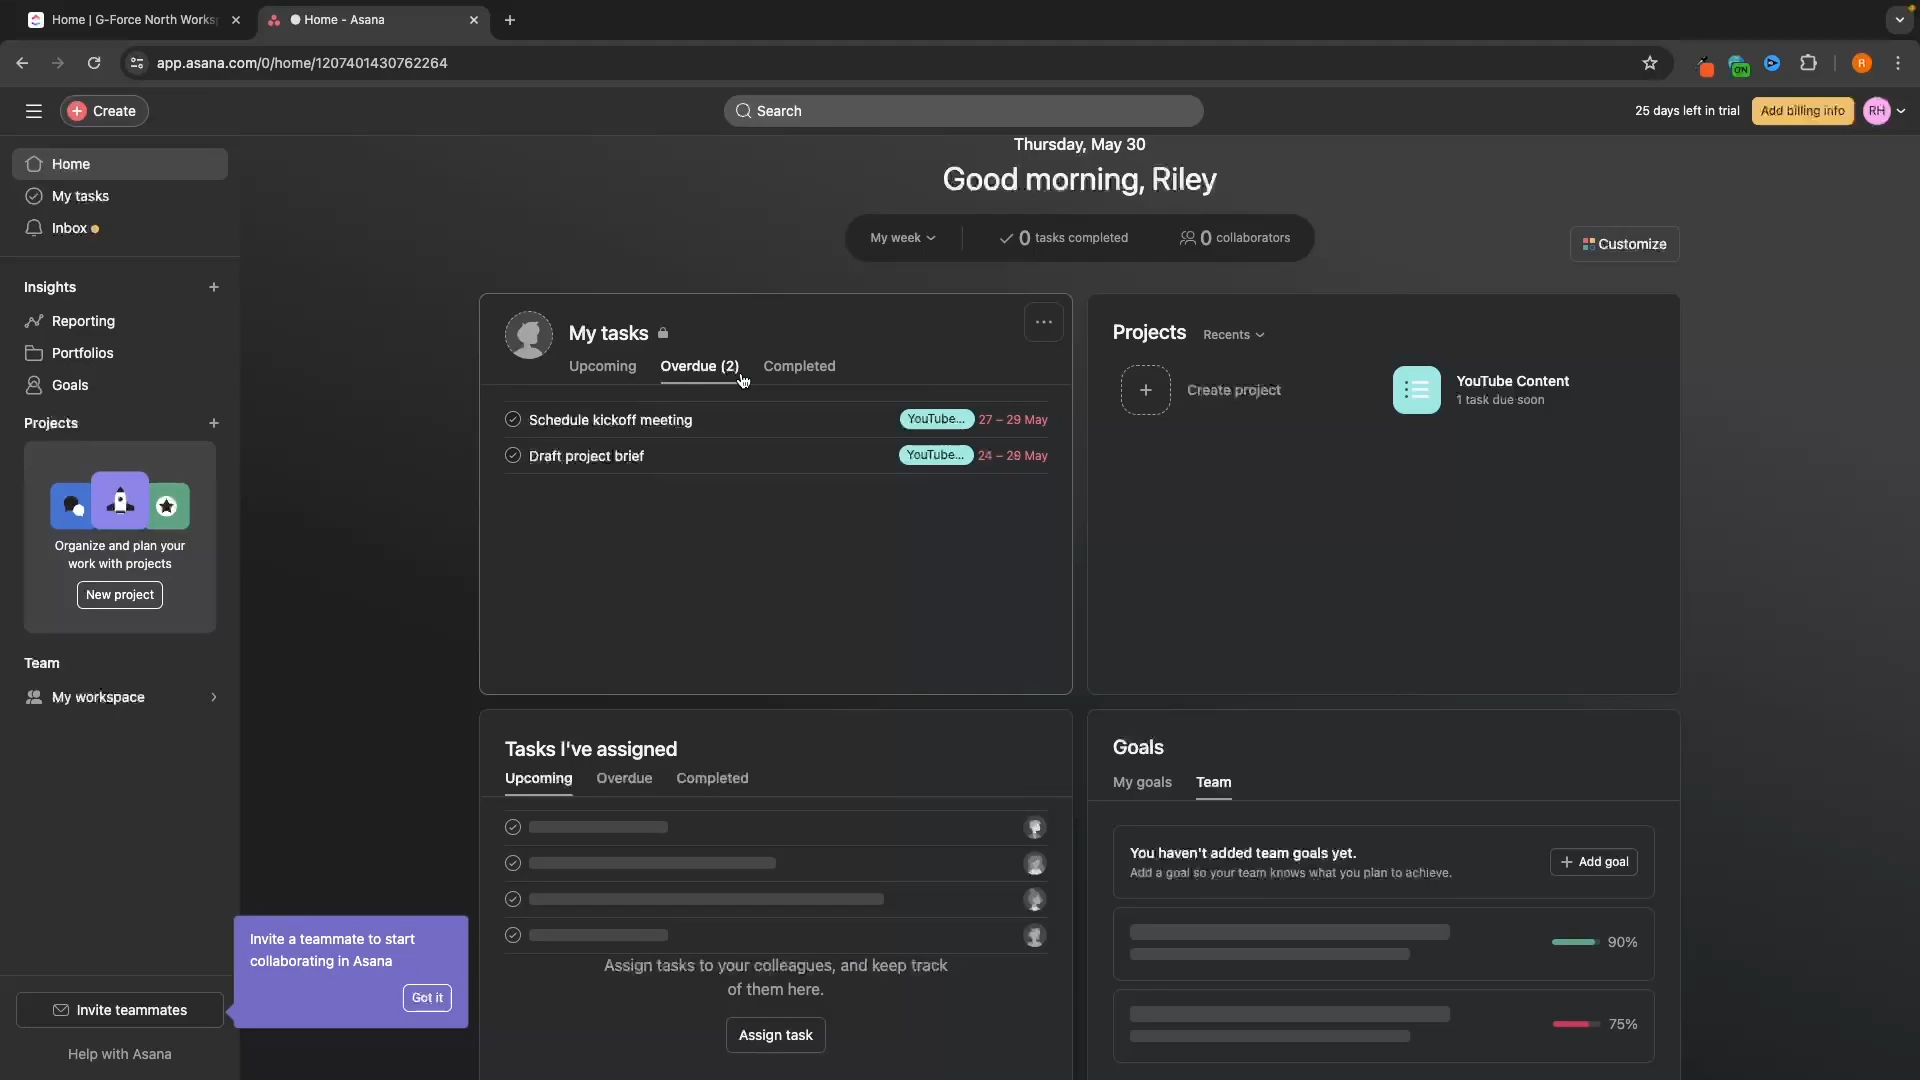 Home | G-Force North Works
Home - Asana
app.asana.com/0/home/1207401430762264
ON
R
Create
Search
25 days left in trial
Add billing info
RH
Home
My tasks
Inbox
Insights
Reporting
Portfolios
Goals
Projects
Organize and plan your
work with projects
New project
Team
My workspace
Invite a teammate to start
collaborating in Asana
Got it
Invite teammates
Help with Asana
Thursday, May 30
Good morning, Riley
My week
0 tasks completed
0 collaborators
Customize
My tasks
Upcoming
Overdue (2)
Completed
Schedule kickoff meeting
YouTube...
27 – 29 May
Draft project brief
YouTube...
24 – 28 May
Projects
Recents
Create project
YouTube Content
1 task due soon
Tasks I've assigned
Upcoming
Overdue
Completed
Assign tasks to your colleagues, and keep track
of them here.
Assign task
Goals
My goals
Team
You haven't added team goals yet.
Add a goal so your team knows what you plan to achieve.
Add goal
90%
75%